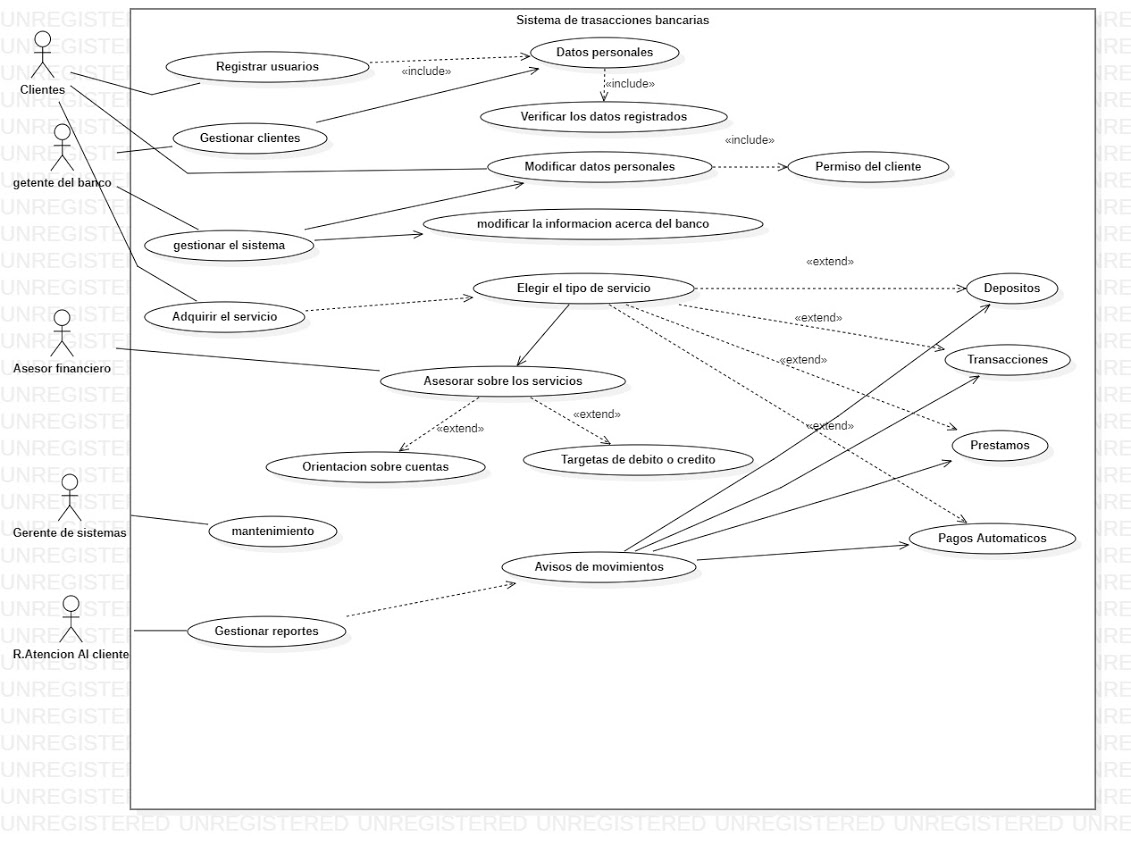 Sistema de trasacciones bancarias
Clientes
getente del banco
Asesor financiero
Gerente de sistemas
R.Atencion Al cliente
Registrar usuarios
«include»
Datos personales
«include»
Gestionar clientes
Verificar los datos registrados
«include»
Modificar datos personales
Permiso del cliente
gestionar el sistema
modificar la informacion acerca del banco
«extend»
Elegir el tipo de servicio
Depositos
Adquirir el servicio
«extend»
«extend»
Transacciones
Asesorar sobre los servicios
«extend»
«extend»
«extend»
Prestamos
Orientacion sobre cuentas
Targetas de debito o credito
mantenimiento
Pagos Automaticos
Avisos de movimientos
Gestionar reportes
UNREGISTERED UNREGISTERED UNREGISTERED UNREGISTERED UNREGISTERED UNREGISTERED UNRE